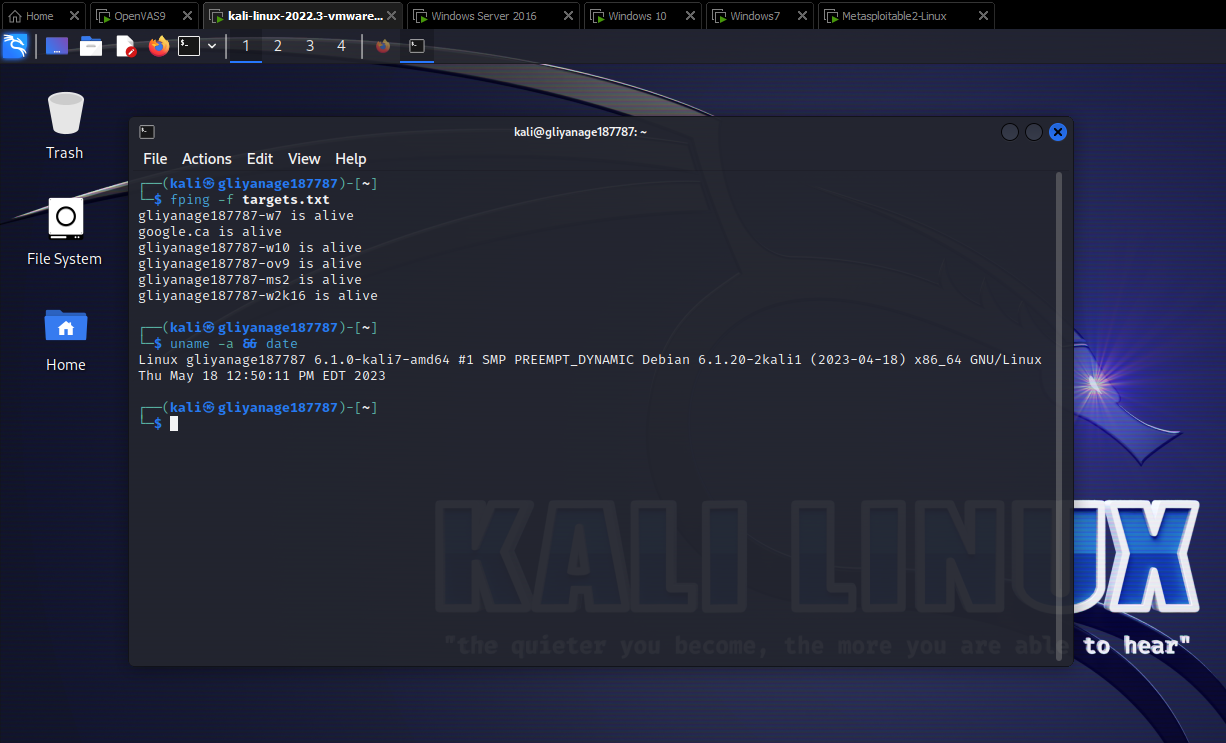 Home
OpenVAS9
kali-linux-2022.3-vmware...
Windows Server 2016
Windows 10
Windows7
Metasploitable2-Linux
1 2 3 4
Trash
File System
Home
kali@gliyanage187787: ~
File Actions Edit View Help
┌──(kali㉿gliyanage187787)-[~]
└─$ fping -f targets.txt
gliyanage187787-w7 is alive
google.ca is alive
gliyanage187787-w10 is alive
gliyanage187787-ov9 is alive
gliyanage187787-ms2 is alive
gliyanage187787-w2k16 is alive
┌──(kali㉿gliyanage187787)-[~]
└─$ uname -a && date
Linux gliyanage187787 6.1.0-kali7-amd64 #1 SMP PREEMPT_DYNAMIC Debian 6.1.20-2kali1 (2023-04-18) x86_64 GNU/Linux
Thu May 18 12:50:11 PM EDT 2023
┌──(kali㉿gliyanage187787)-[~]
└─$
KALI LINUX
"the quieter you become, the more you are able to hear"